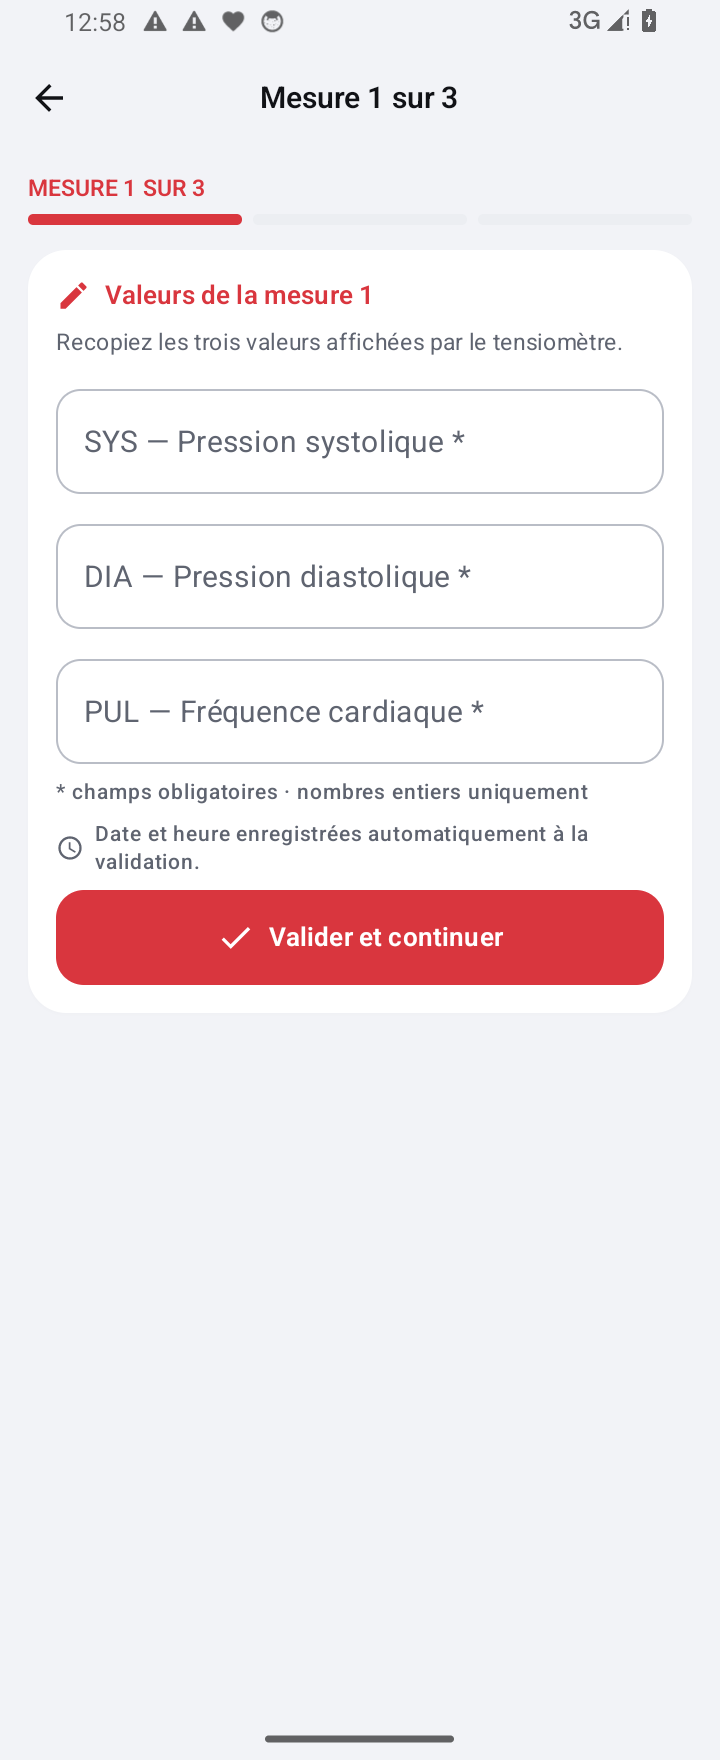 12:58
3G
Mesure 1 sur 3
MESURE 1 SUR 3
Valeurs de la mesure 1
Recopiez les trois valeurs affichées par le tensiomètre.
SYS — Pression systolique *
DIA — Pression diastolique *
PUL — Fréquence cardiaque *
* champs obligatoires · nombres entiers uniquement
Date et heure enregistrées automatiquement à la
validation.
Valider et continuer